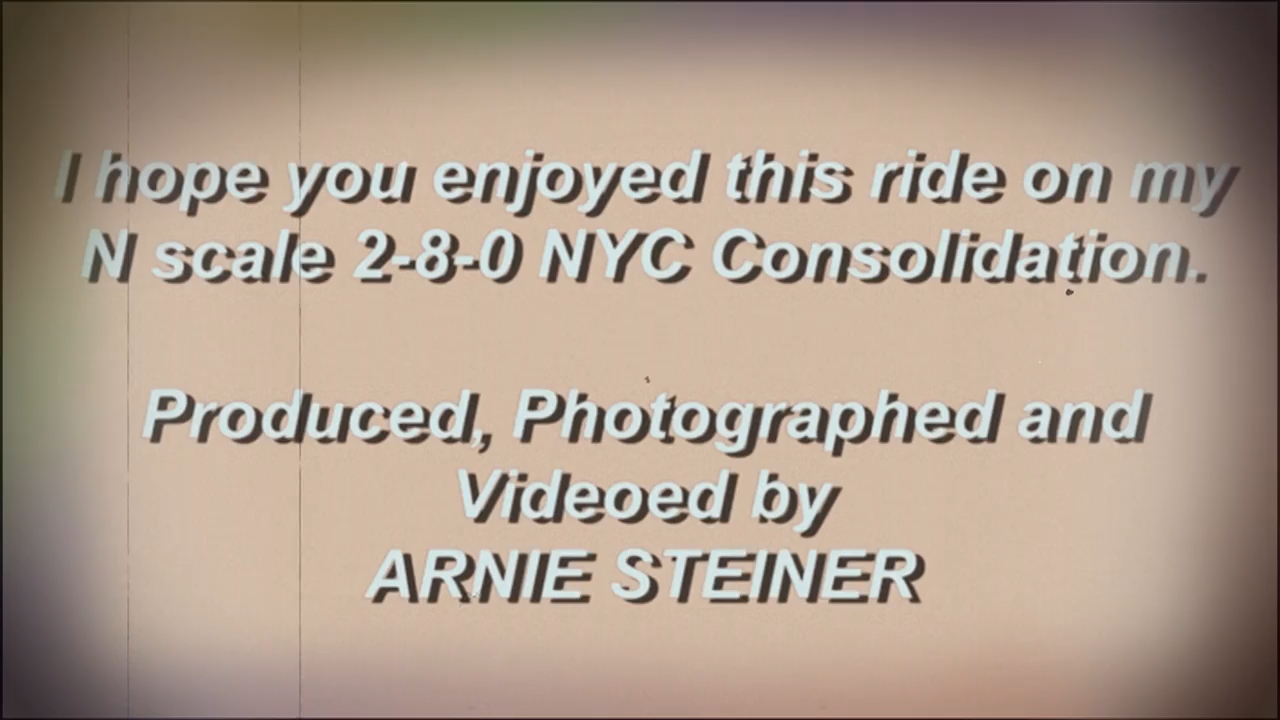 I hope you enjoyed this ride on my
N scale 2-8-0 NYC Consolidation.
Produced, Photographed and
Videoed by
ARNIE STEINER